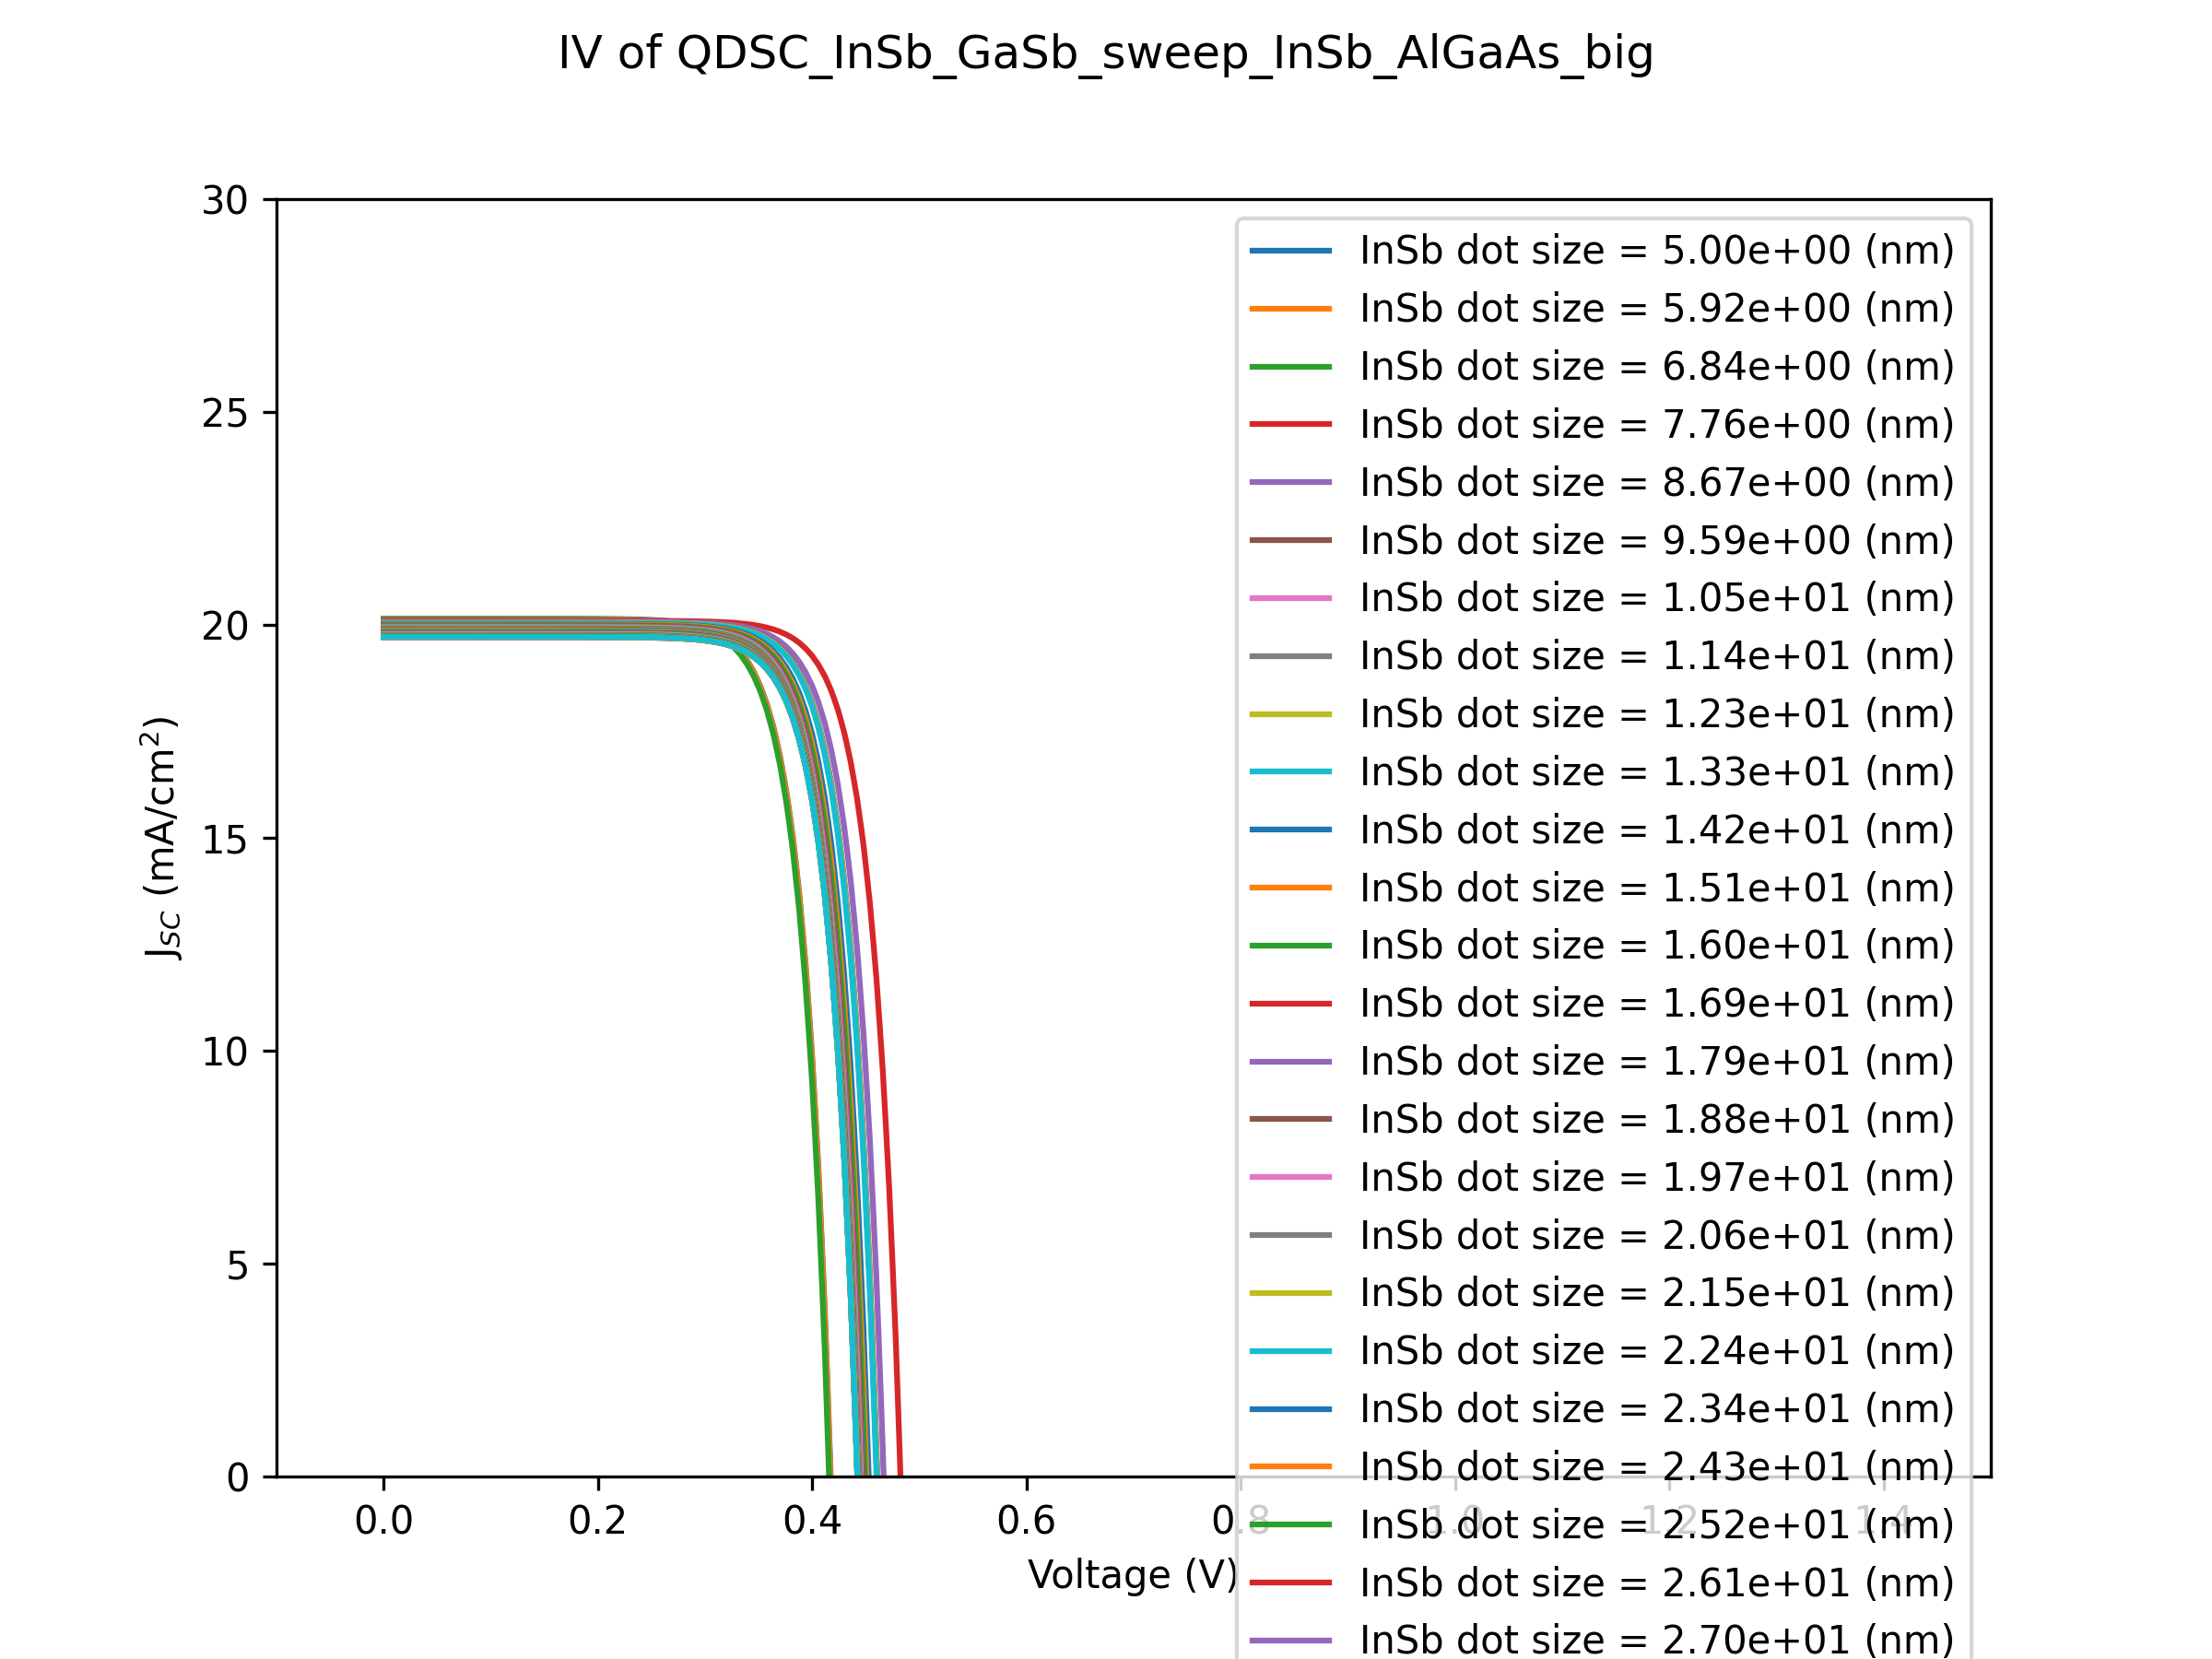 IV of QDSC_InSb_GaSb_sweep_InSb_AlGaAs_big
30
25
20
15
10
5
0
J_SC (mA/cm²)
0.0 0.2 0.4 0.6 0.8 1.0 1.2 1.4
Voltage (V)
InSb dot size = 5.00e+00 (nm)
InSb dot size = 5.92e+00 (nm)
InSb dot size = 6.84e+00 (nm)
InSb dot size = 7.76e+00 (nm)
InSb dot size = 8.67e+00 (nm)
InSb dot size = 9.59e+00 (nm)
InSb dot size = 1.05e+01 (nm)
InSb dot size = 1.14e+01 (nm)
InSb dot size = 1.23e+01 (nm)
InSb dot size = 1.33e+01 (nm)
InSb dot size = 1.42e+01 (nm)
InSb dot size = 1.51e+01 (nm)
InSb dot size = 1.60e+01 (nm)
InSb dot size = 1.69e+01 (nm)
InSb dot size = 1.79e+01 (nm)
InSb dot size = 1.88e+01 (nm)
InSb dot size = 1.97e+01 (nm)
InSb dot size = 2.06e+01 (nm)
InSb dot size = 2.15e+01 (nm)
InSb dot size = 2.24e+01 (nm)
InSb dot size = 2.34e+01 (nm)
InSb dot size = 2.43e+01 (nm)
InSb dot size = 2.52e+01 (nm)
InSb dot size = 2.61e+01 (nm)
InSb dot size = 2.70e+01 (nm)